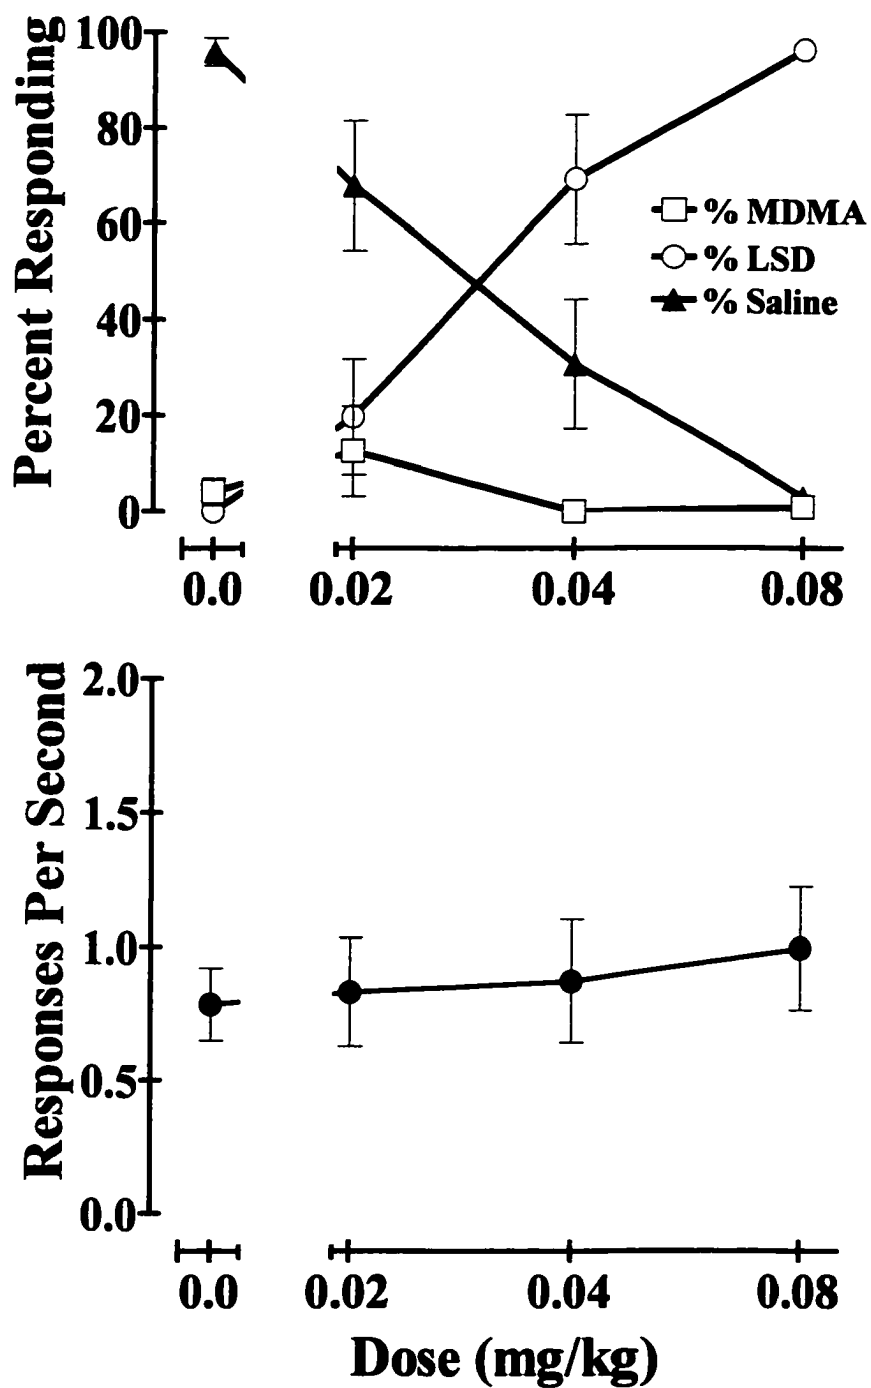 Percent Responding
100
80
60
40
20
0
% MDMA
% LSD
% Saline
0.0 0.02 0.04 0.08
Responses Per Second
2.0
1.5
1.0
0.5
0.0
0.0 0.02 0.04 0.08
Dose (mg/kg)